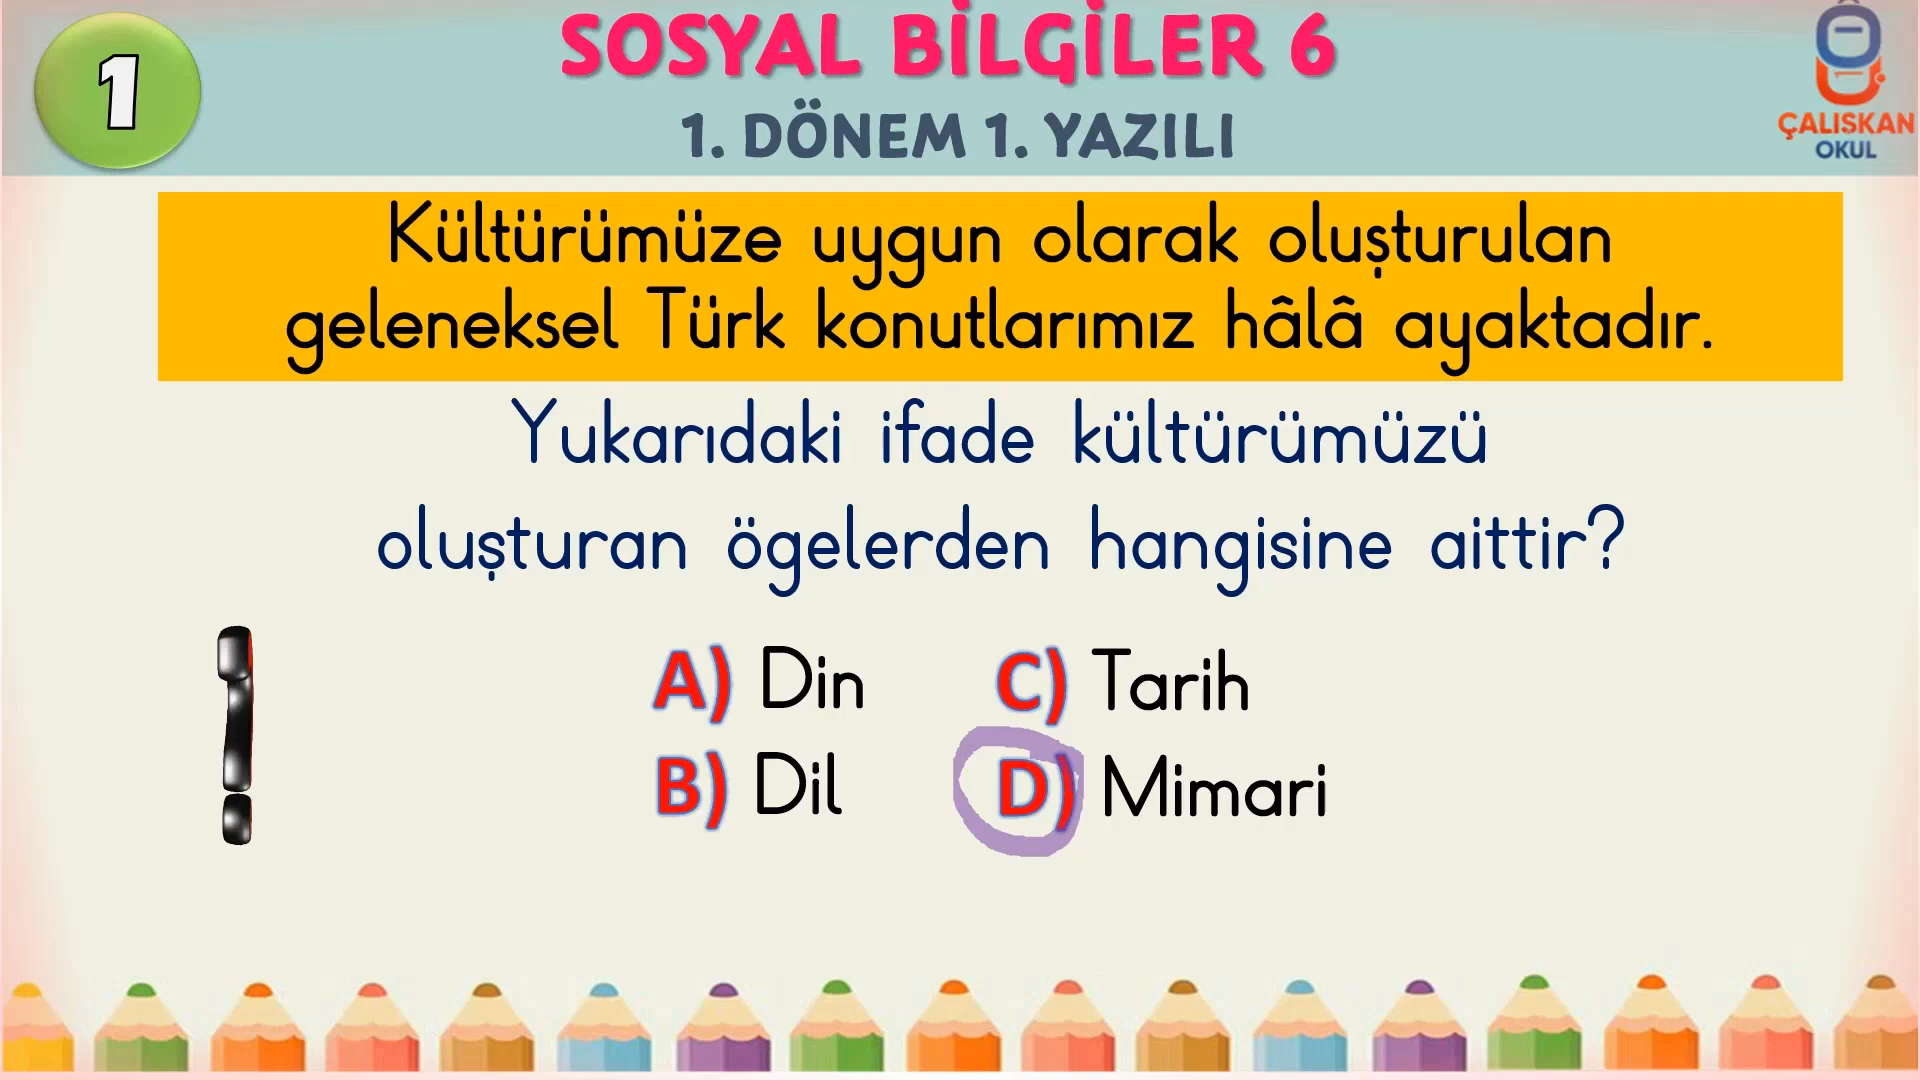 1
SOSYAL BİLGİLER 6
1. DÖNEM 1. YAZILI
ÇALIŞKAN
OKUL
Kültürümüze uygun olarak oluşturulan
geleneksel Türk konutlarımız hâlâ ayaktadır.
Yukarıdaki ifade kültürümüzü
oluşturan ögelerden hangisine aittir?
A) Din
B) Dil
C) Tarih
D) Mimari